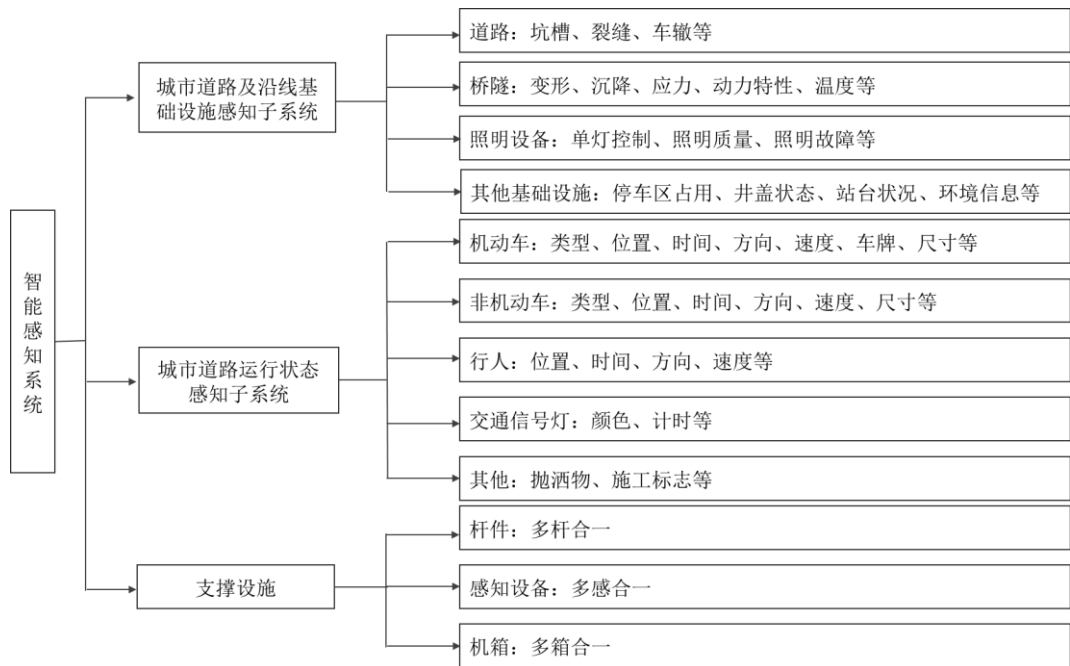 智能感知系统
城市道路及沿线基
础设施感知子系统
道路：坑槽、裂缝、车辙等
桥隧：变形、沉降、应力、动力特性、温度等
照明设备：单灯控制、照明质量、照明故障等
其他基础设施：停车区占用、井盖状态、站台状况、环境信息等
城市道路运行状态
感知子系统
机动车：类型、位置、时间、方向、速度、车牌、尺寸等
非机动车：类型、位置、时间、方向、速度、尺寸等
行人：位置、时间、方向、速度等
交通信号灯：颜色、计时等
其他：抛洒物、施工标志等
支撑设施
杆件：多杆合一
感知设备：多感合一
机箱：多箱合一